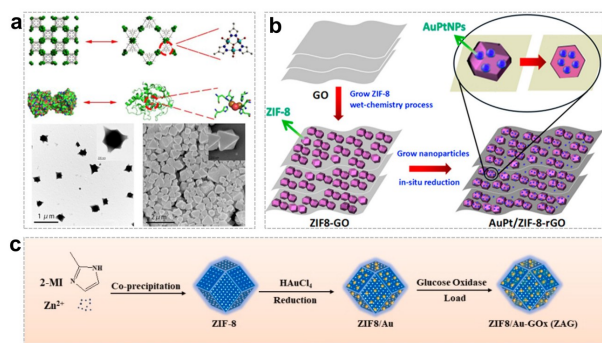 a
1 μm
b
GO
Grow ZIF-8
wet-chemistry process
ZIF-8
ZIF8-GO
Grow nanoparticles
in-situ reduction
AuPtNPs
AuPt/ZIF-8-rGO
c
2-MI
NH
N
Zn²⁺
Co-precipitation
ZIF-8
HAuCl₄
Reduction
ZIF8/Au
Glucose Oxidase
Load
ZIF8/Au-GOx (ZAG)